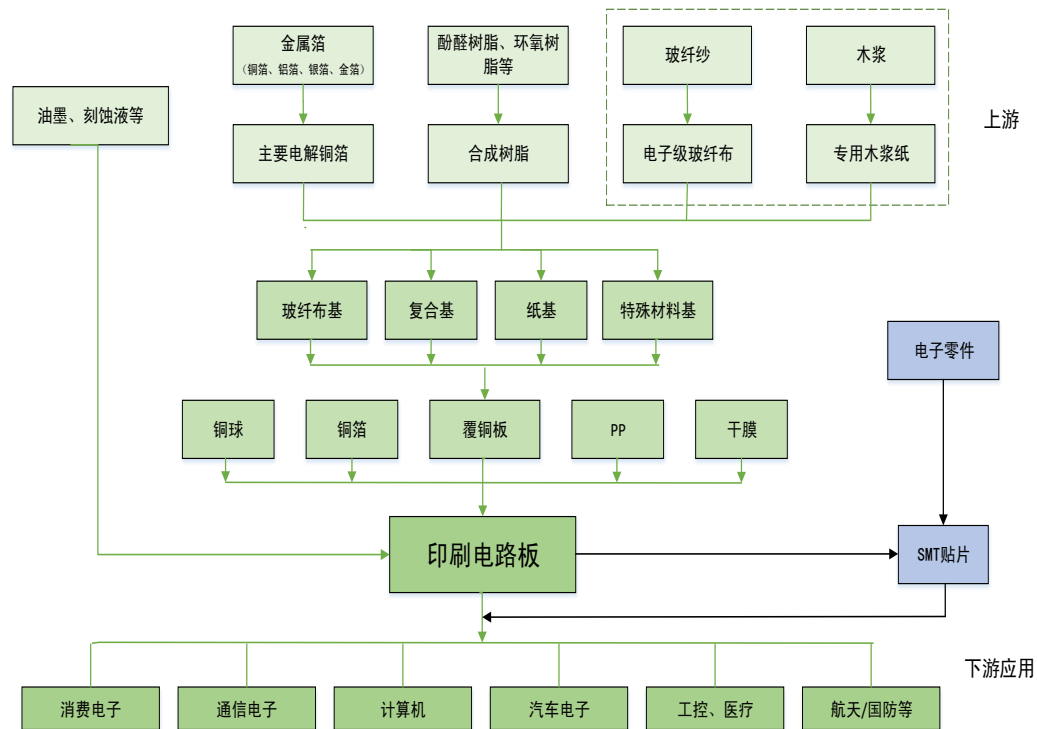 金属箔
（铜箔、铝箔、银箔、金箔）
酚醛树脂、环氧树
脂等
玻纤纱
木浆
油墨、刻蚀液等
上游
主要电解铜箔
合成树脂
电子级玻纤布
专用木浆纸
玻纤布基
复合基
纸基
特殊材料基
电子零件
铜球
铜箔
覆铜板
PP
干膜
印刷电路板
SMT贴片
下游应用
消费电子
通信电子
计算机
汽车电子
工控、医疗
航天/国防等